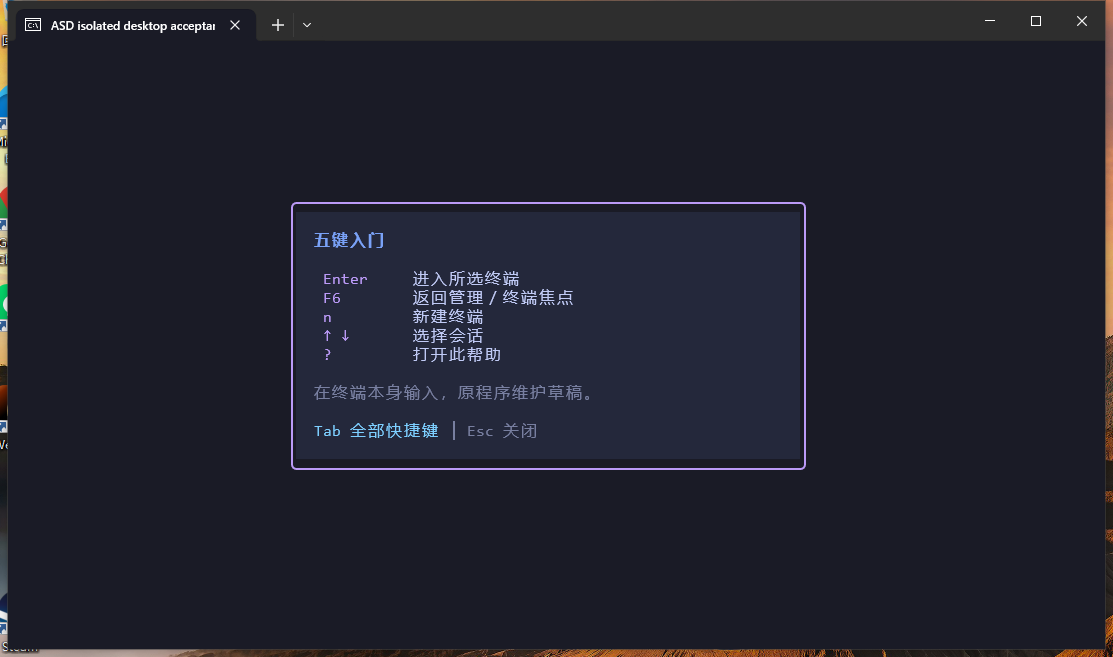 ASD isolated desktop acceptar
五键入门
Enter 进入所选终端
F6 返回管理 / 终端焦点
n 新建终端
↑ ↓ 选择会话
? 打开此帮助
在终端本身输入，原程序维护草稿。
Tab 全部快捷键 | Esc 关闭